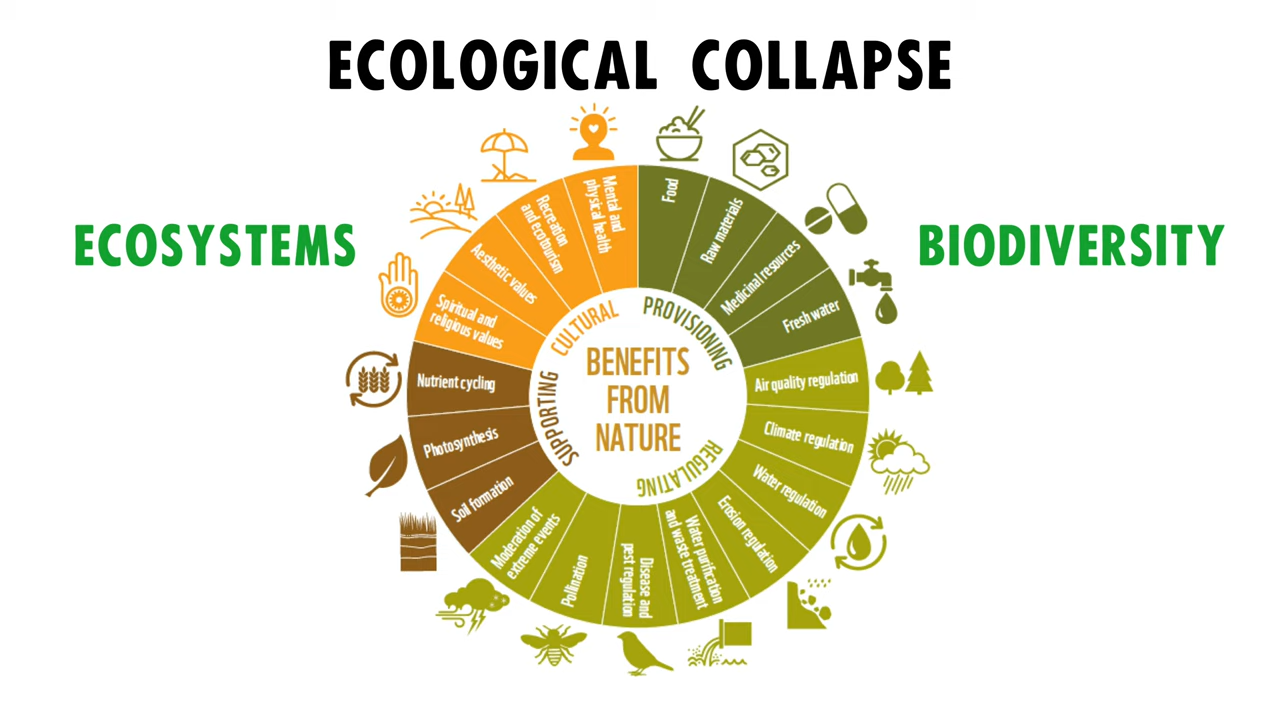 ECOLOGICAL COLLAPSE
ECOSYSTEMS
BIODIVERSITY
BENEFITS
FROM
NATURE
PROVISIONING
Food
Raw materials
Medicinal resources
Fresh water
REGULATING
Air quality regulation
Climate regulation
Water regulation
Erosion regulation
Water purification
and waste treatment
Disease and
pest regulation
Pollination
Moderation of
extreme events
SUPPORTING
Soil formation
Photosynthesis
Nutrient cycling
CULTURAL
Spiritual and
religious values
Aesthetic values
Recreation
and ecotourism
Mental and
physical health